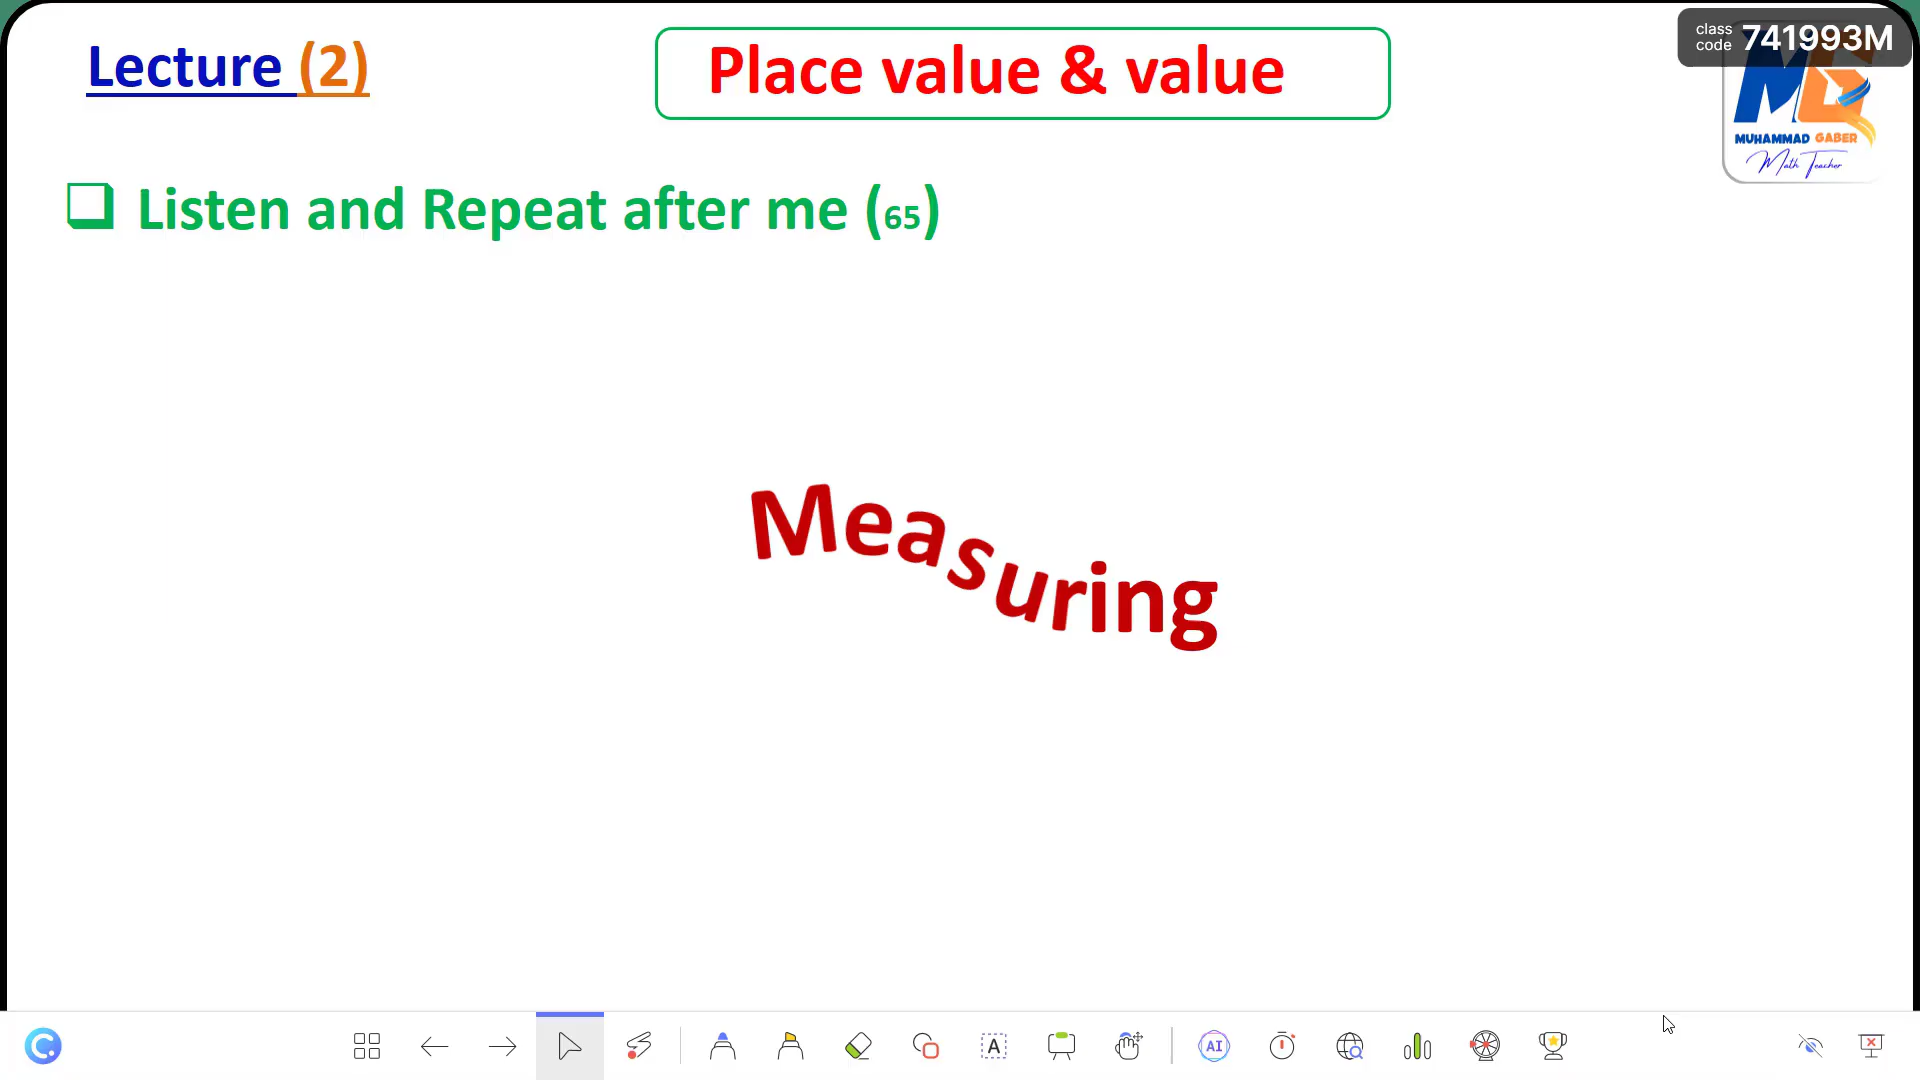 Lecture (2)
Place value & value
class code 741993M
MUHAMMAD GABER
Math Teacher
❑ Listen and Repeat after me (65)
Measuring
A
AI